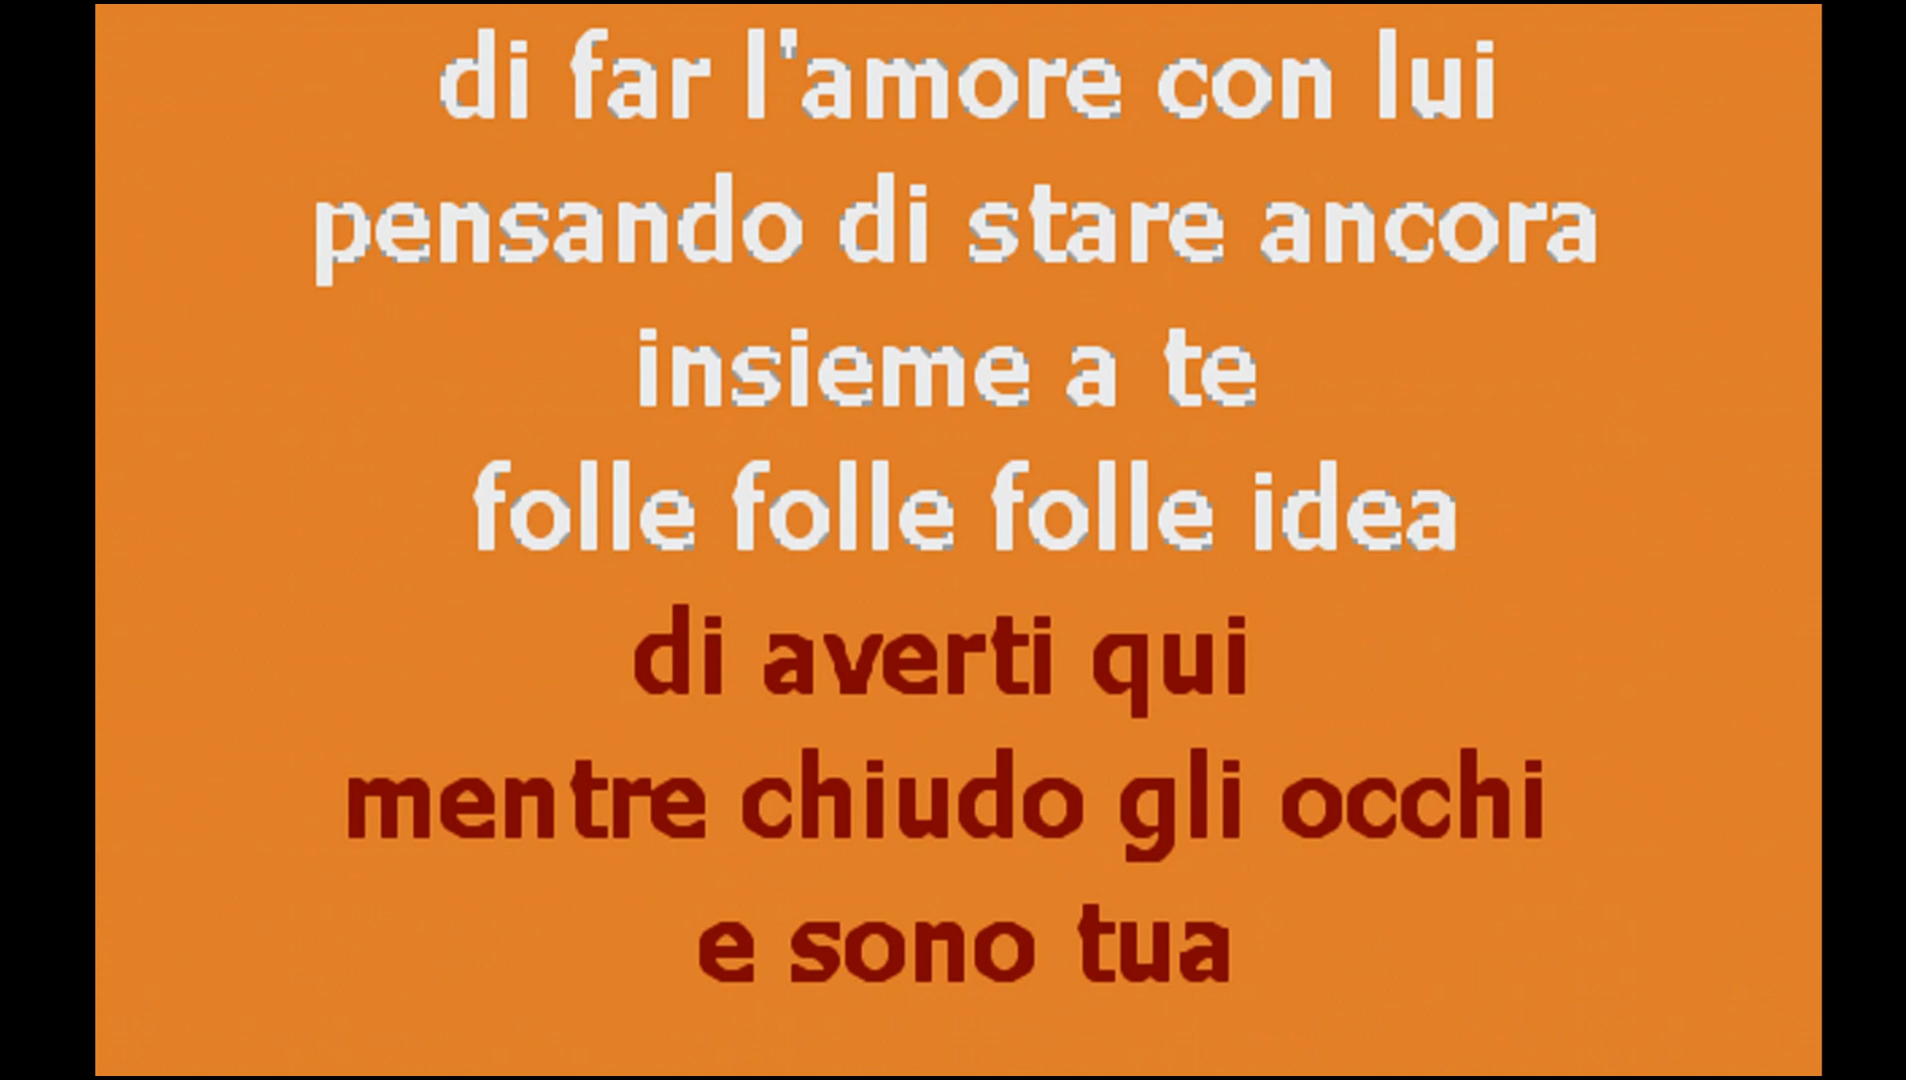 di far l'amore con lui
pensando di stare ancora
insieme a te
folle folle folle idea
di averti qui
mentre chiudo gli occhi
e sono tua